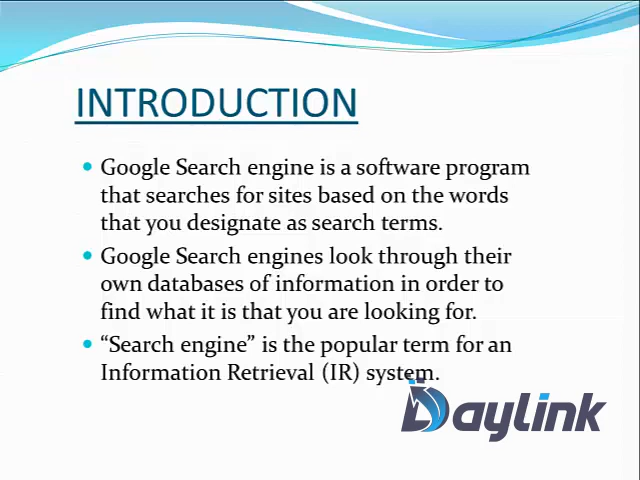 INTRODUCTION
• Google Search engine is a software program
that searches for sites based on the words
that you designate as search terms.
• Google Search engines look through their
own databases of information in order to
find what it is that you are looking for.
• “Search engine” is the popular term for an
Information Retrieval (IR) system.
Daylink